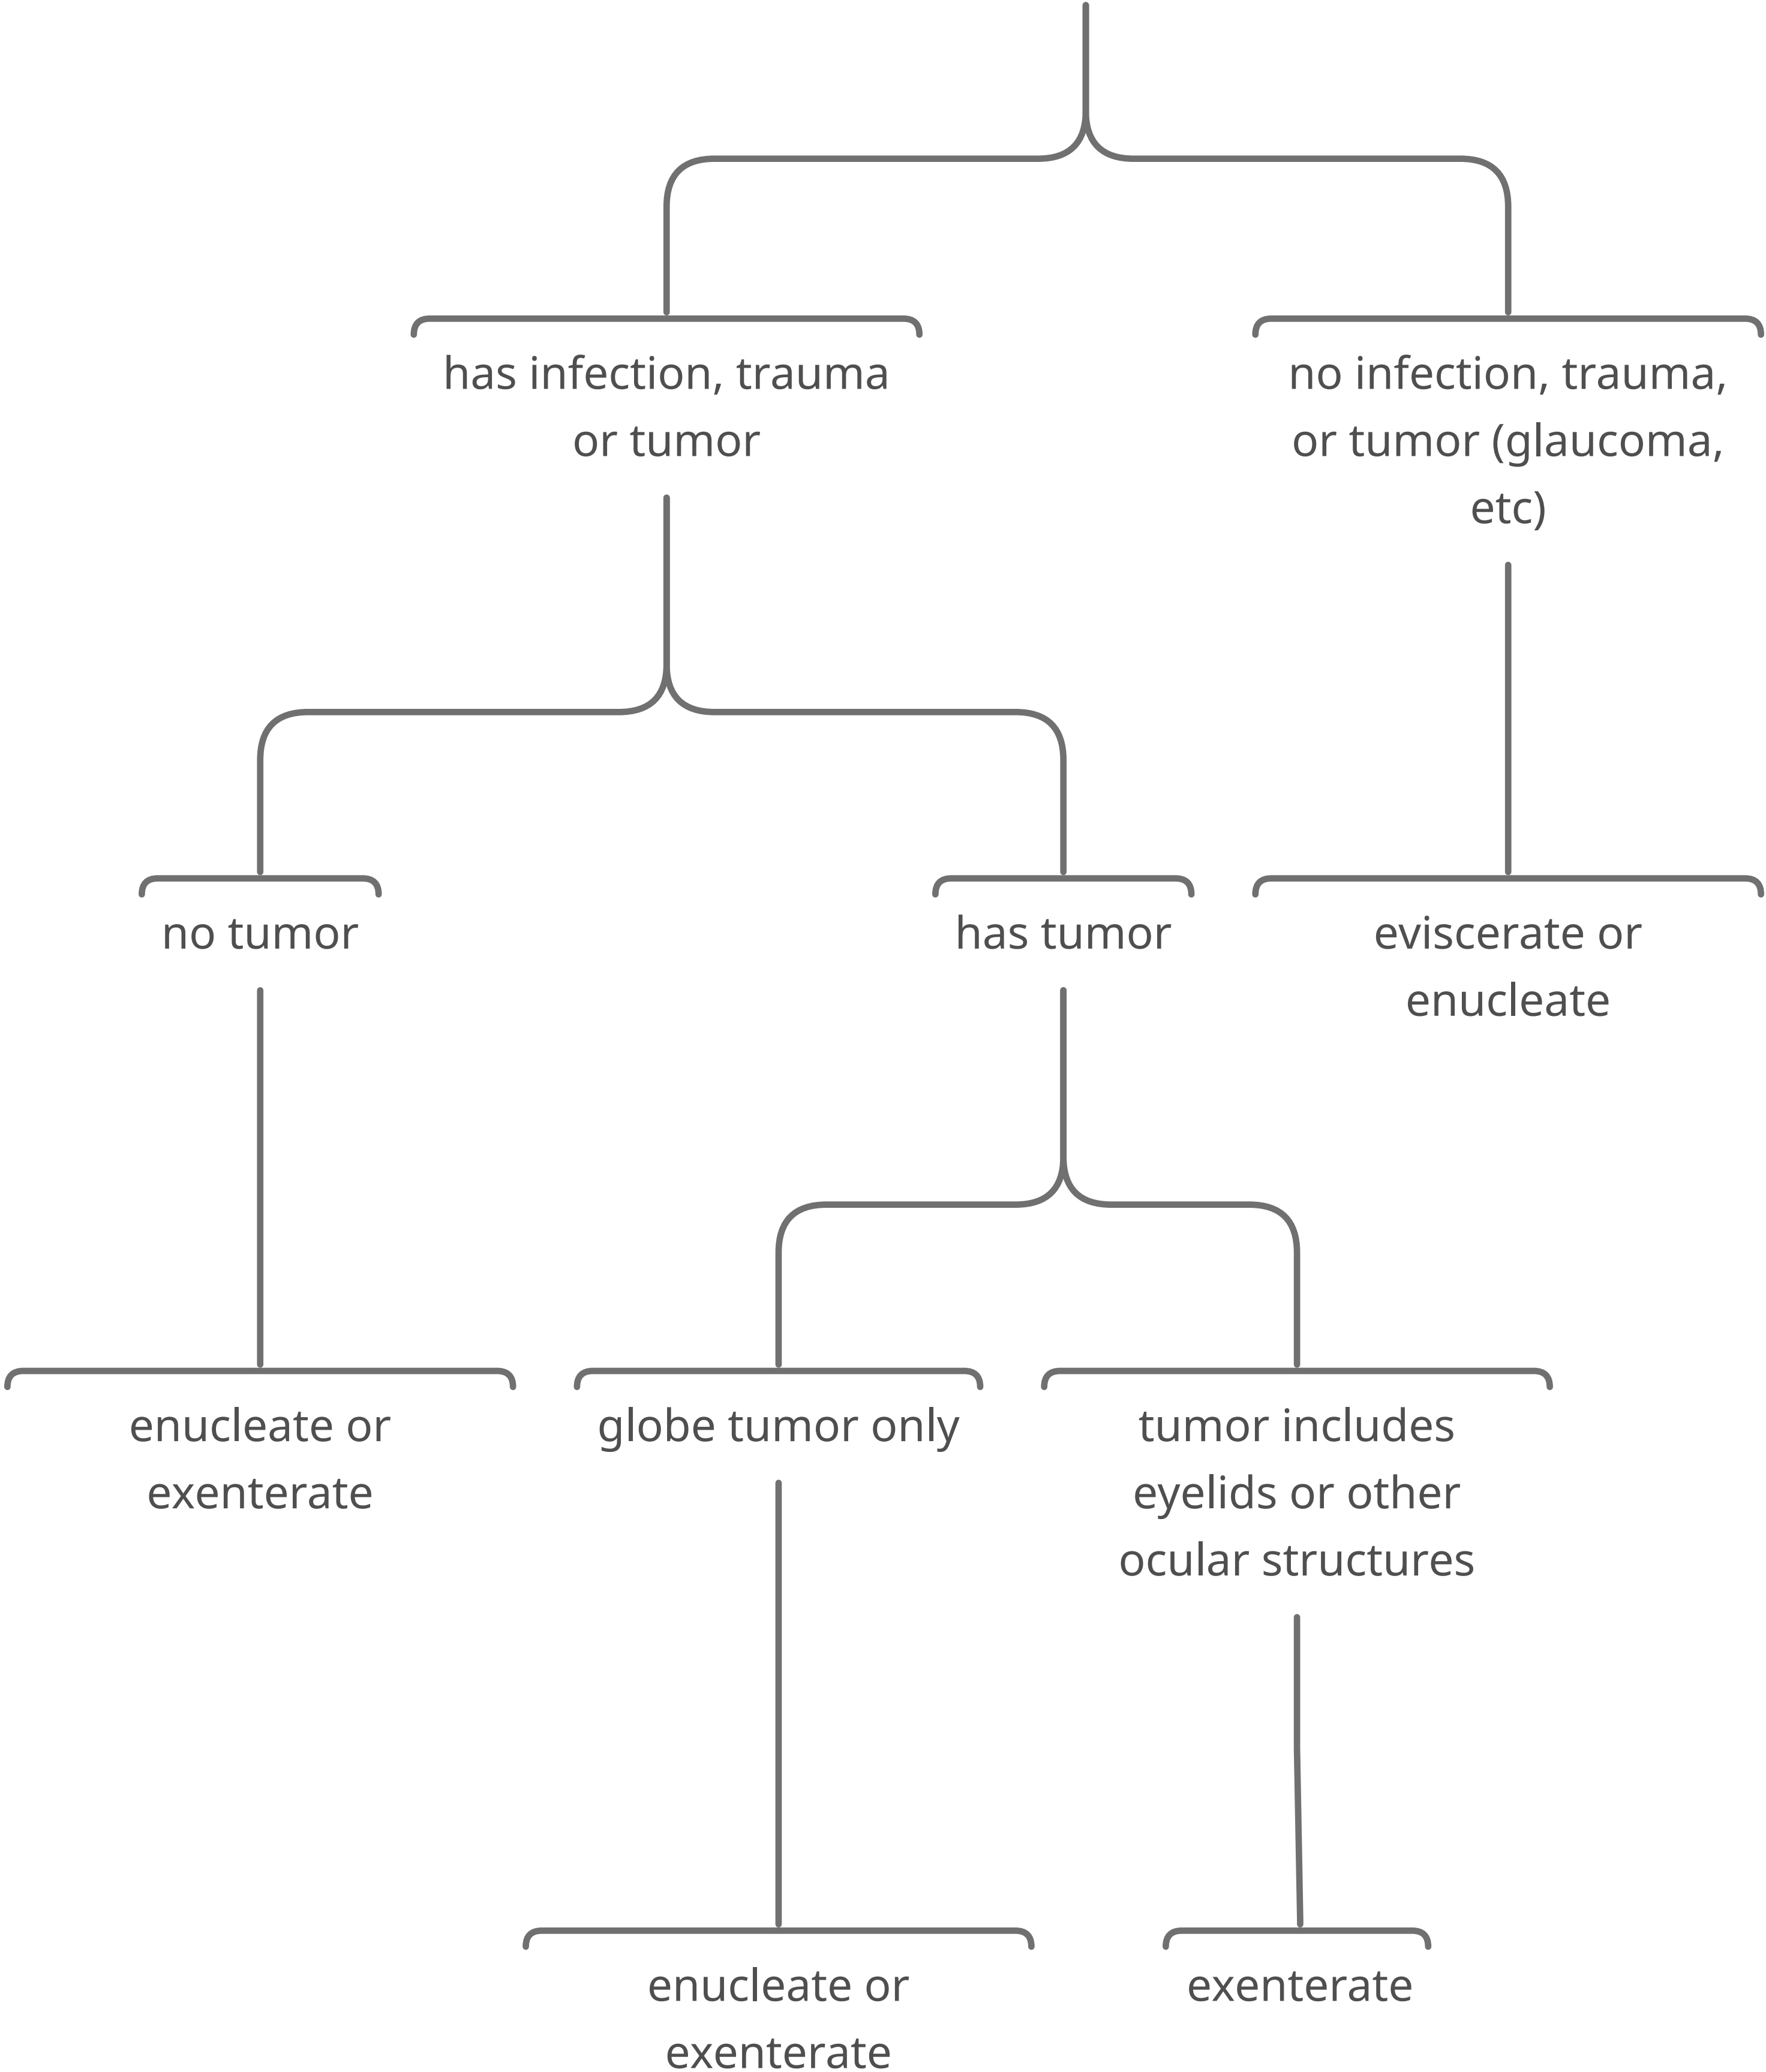 has infection, trauma
or tumor
no infection, trauma,
or tumor (glaucoma,
etc)
no tumor
has tumor
eviscerate or
enucleate
enucleate or
exenterate
globe tumor only
tumor includes
eyelids or other
ocular structures
enucleate or
exenterate
exenterate